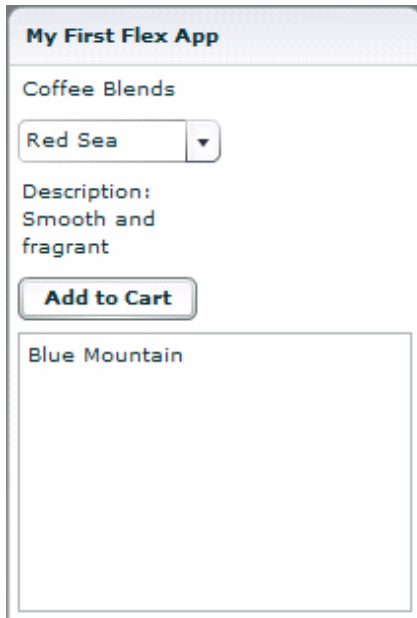 My First Flex App
Coffee Blends
Red Sea
Description:
Smooth and
fragrant
Add to Cart
Blue Mountain